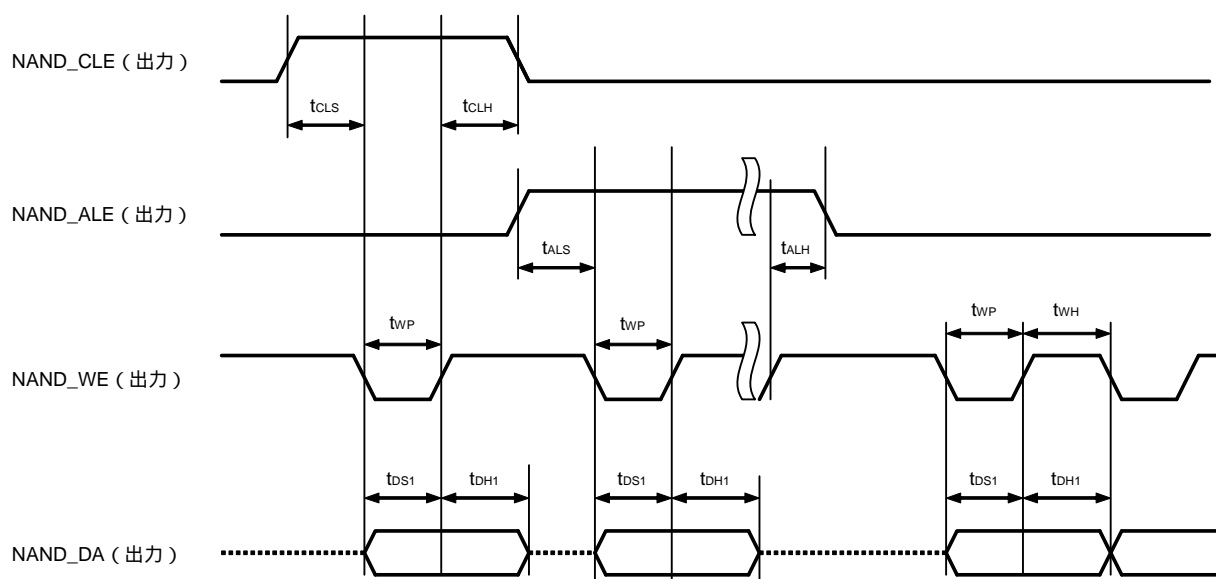 NAND_CLE（出力）
tCLS
tCLH
NAND_ALE（出力）
tALS
tALH
tWP
tWP
tWP
tWH
NAND_WE（出力）
tDS1
tDH1
tDS1
tDH1
tDS1
tDH1
NAND_DA（出力）